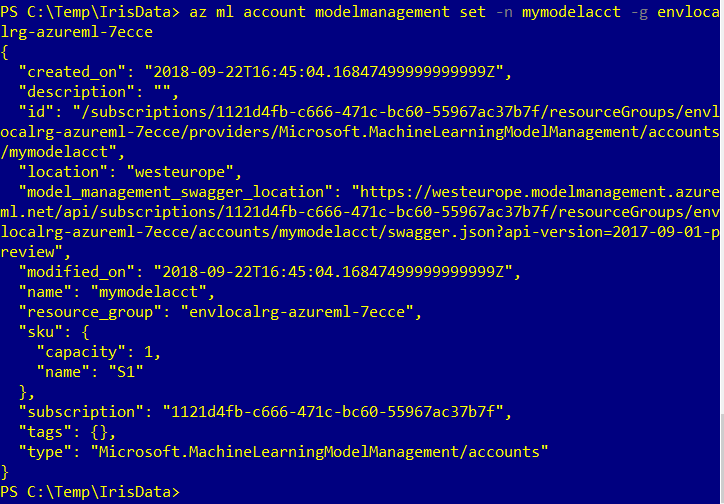 PS C:\Temp\IrisData> az ml account modelmanagement set -n mymodelacct -g envloca
lrg-azureml-7ecce
{
  "created_on": "2018-09-22T16:45:04.168474999999999999Z",
  "description": "",
  "id": "/subscriptions/1121d4fb-c666-471c-bc60-55967ac37b7f/resourceGroups/envl
ocalrg-azureml-7ecce/providers/Microsoft.MachineLearningModelManagement/accounts
/mymodelacct",
  "location": "westeurope",
  "model_management_swagger_location": "https://westeurope.modelmanagement.azure
ml.net/api/subscriptions/1121d4fb-c666-471c-bc60-55967ac37b7f/resourceGroups/env
localrg-azureml-7ecce/accounts/mymodelacct/swagger.json?api-version=2017-09-01-p
review",
  "modified_on": "2018-09-22T16:45:04.168474999999999999Z",
  "name": "mymodelacct",
  "resource_group": "envlocalrg-azureml-7ecce",
  "sku": {
    "capacity": 1,
    "name": "S1"
  },
  "subscription": "1121d4fb-c666-471c-bc60-55967ac37b7f",
  "tags": {},
  "type": "Microsoft.MachineLearningModelManagement/accounts"
}
PS C:\Temp\IrisData>